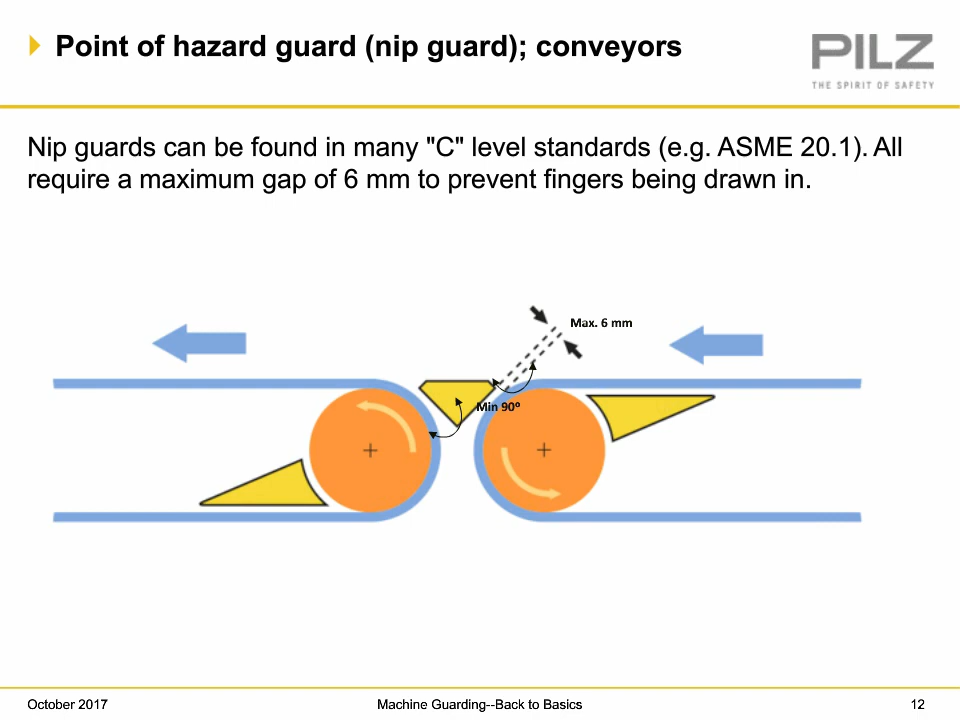 Point of hazard guard (nip guard); conveyors
PILZ
THE SPIRIT OF SAFETY
Nip guards can be found in many "C" level standards (e.g. ASME 20.1). All
require a maximum gap of 6 mm to prevent fingers being drawn in.
Max. 6 mm
Min 90º
October 2017
Machine Guarding--Back to Basics
12